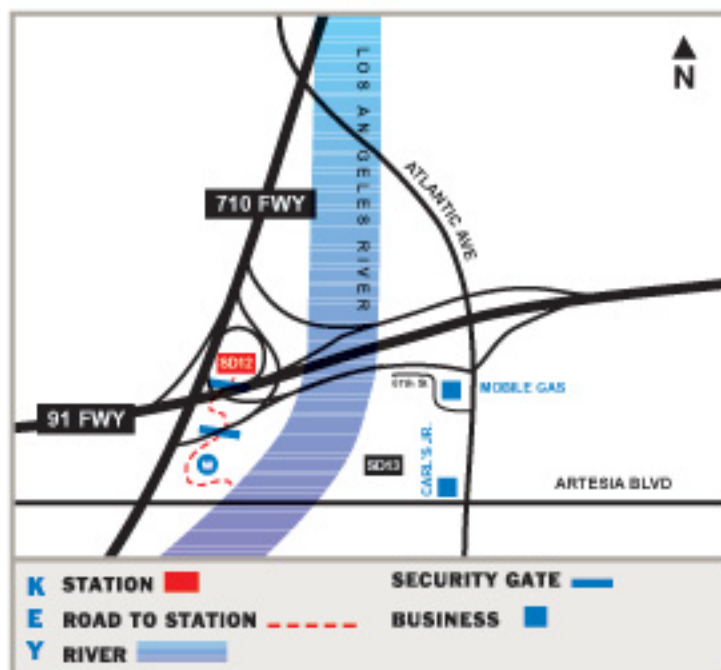 N
LOS ANGELES RIVER
ATLANTIC AVE
710 FWY
SD12
67TH St.
MOBILE GAS
91 FWY
E
SD13
CARL'S JR.
ARTESIA BLVD
K STATION
SECURITY GATE
E ROAD TO STATION
BUSINESS
Y RIVER